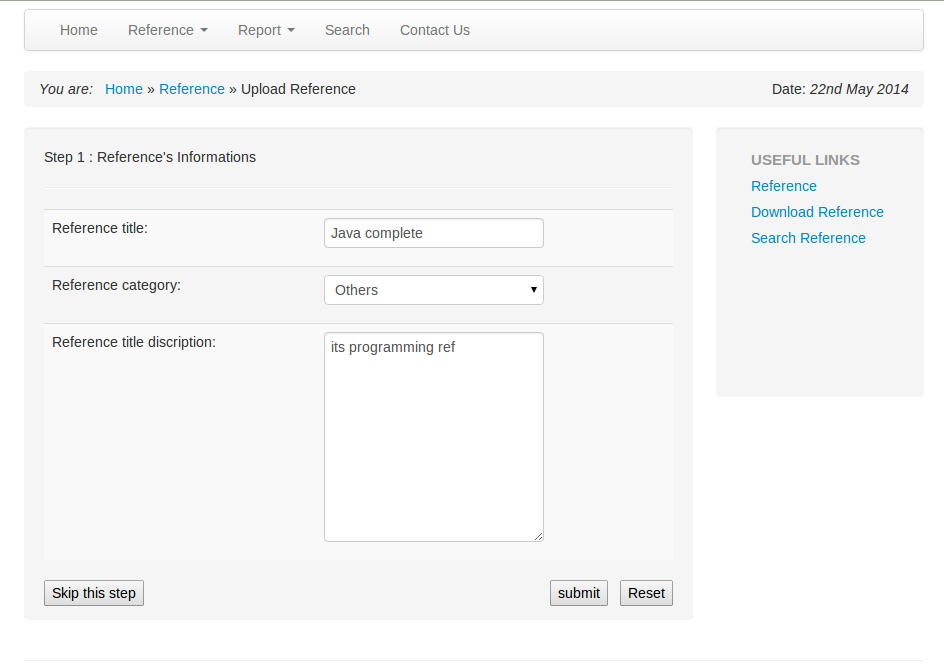 Home Reference Report Search Contact Us
You are: Home » Reference » Upload Reference Date: 22nd May 2014
Step 1 : Reference's Informations
Reference title: Java complete
Reference category: Others
Reference title discription: its programming ref
Skip this step submit Reset
USEFUL LINKS
Reference
Download Reference
Search Reference